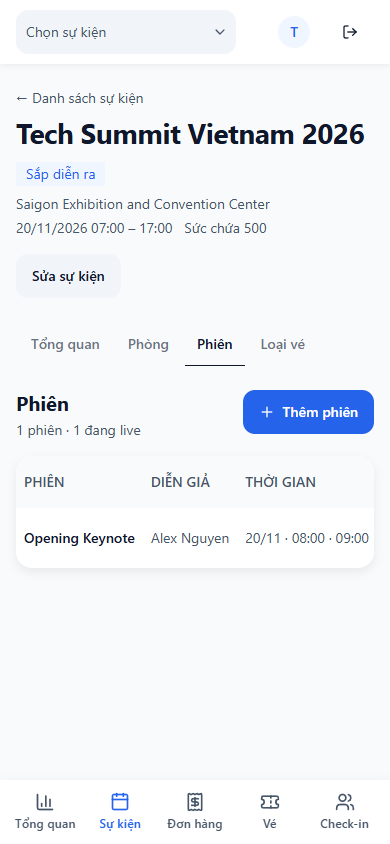 Chọn sự kiện
T
← Danh sách sự kiện
Tech Summit Vietnam 2026
Sắp diễn ra
Saigon Exhibition and Convention Center
20/11/2026 07:00 – 17:00 Sức chứa 500
Sửa sự kiện
Tổng quan Phòng Phiên Loại vé
Phiên
1 phiên · 1 đang live
+ Thêm phiên
PHIÊN DIỄN GIẢ THỜI GIAN
Opening Keynote Alex Nguyen 20/11 · 08:00 · 09:00
Tổng quan Sự kiện Đơn hàng Vé Check-in